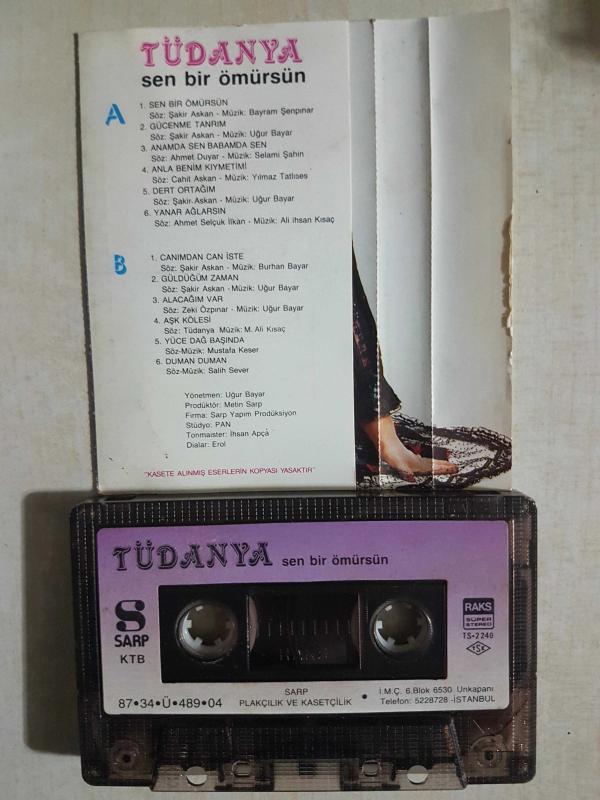 TÜDANYA
sen bir ömürsün
A
1. SEN BİR ÖMÜRSÜN
Söz: Şakir Askan - Müzik: Bayram Şenpınar
2. GÜCENME TANRIM
Söz: Şakir Askan - Müzik: Uğur Bayar
3. ANAMDA SEN BABAMDA SEN
Söz: Ahmet Duyar - Müzik: Selami Şahin
4. ANLA BENİM KIYMETİMİ
Söz: Cahit Askan - Müzik: Yılmaz Tatlıses
5. DERT ORTAĞIM
Söz: Şakir Askan - Müzik: Uğur Bayar
6. YANAR AĞLARSIN
Söz: Ahmet Selçuk İlkan - Müzik: Ali ihsan Kısaç
B
1. CANIMDAN CAN İSTE
Söz: Şakir Askan - Müzik: Burhan Bayar
2. GÜLDÜĞÜM ZAMAN
Söz: Şakir Askan - Müzik: Uğur Bayar
3. ALACAĞIM VAR
Söz: Zeki Özpınar - Müzik: Uğur Bayar
4. AŞK KÖLESİ
Söz: Tüdanya Müzik: M. Ali Kısaç
5. YÜCE DAĞ BAŞINDA
Söz-Müzik: Mustafa Keser
6. DUMAN DUMAN
Söz-Müzik: Salih Sever
Yönetmen: Uğur Bayar
Prodüktör: Metin Sarp
Firma: Sarp Yapım Prodüksiyon
Stüdyo: PAN
Tonmaister: İhsan Apça
Dialar: Erol
"KASETE ALINMIŞ ESERLERİN KOPYASI YASAKTIR"
TÜDANYA sen bir ömürsün
S
SARP
KTB
RAKS
SUPER
STEREO
TS•2240
TSK
RAKS
87•34•Ü•489•04
SARP
PLAKÇILIK VE KASETÇİLİK
• İ.M.Ç. 6.Blok 6530 Unkapanı
Telefon: 5228728 -İSTANBUL